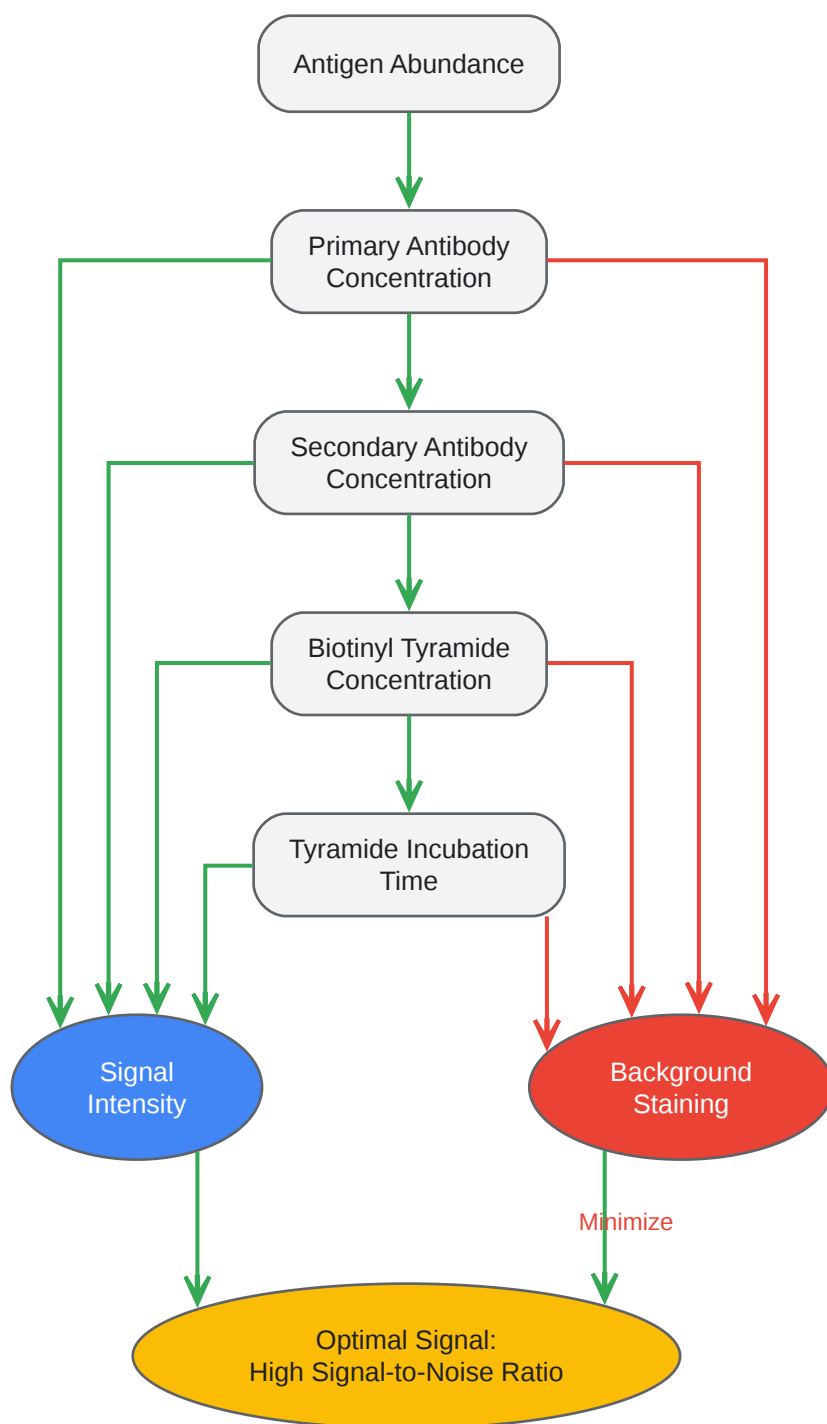 Antigen Abundance
Primary Antibody
Concentration
Secondary Antibody
Concentration
Biotinyl Tyramide
Concentration
Tyramide Incubation
Time
Signal
Intensity
Background
Staining
Minimize
Optimal Signal:
High Signal-to-Noise Ratio